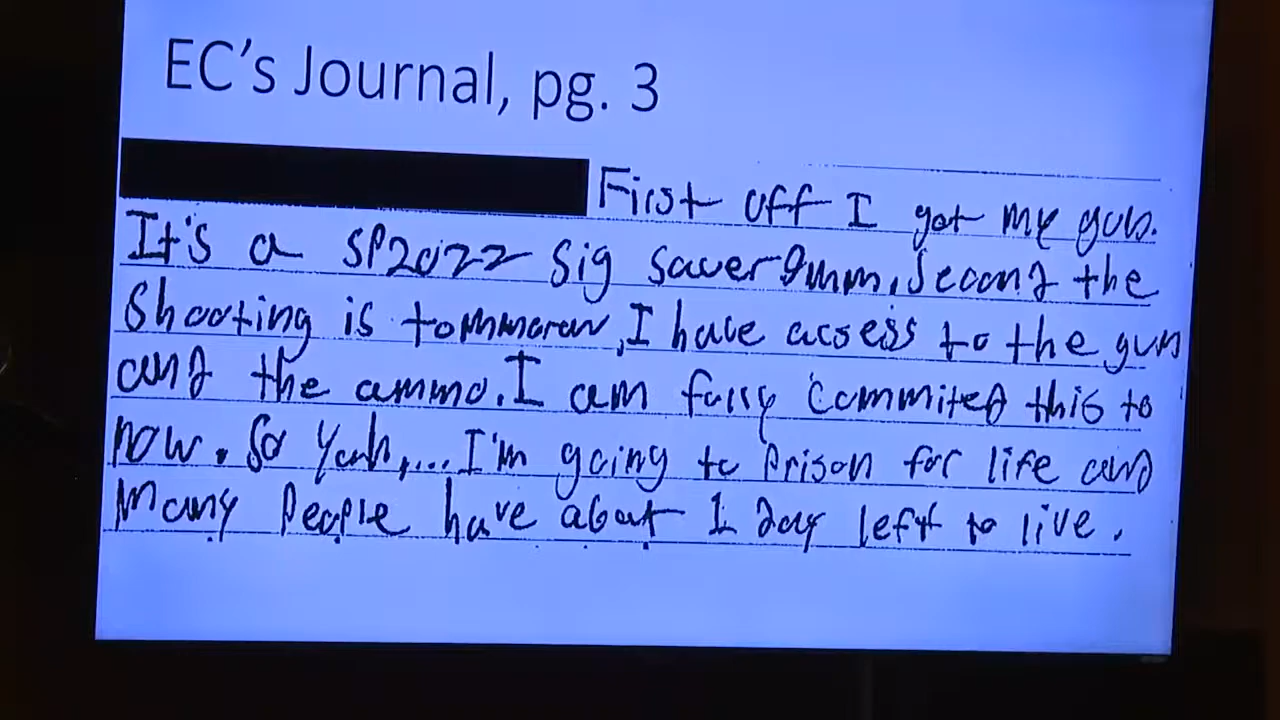 EC's Journal, pg. 3
First off I got my gun.
It's a SP2022 Sig Sauer 9mm. Second the
Shooting is tommorow, I have access to the gun
and the ammo. I am fully commited this to
now. So Yeah,... I'm going to Prison for life and
Many People have about 1 day left to live.